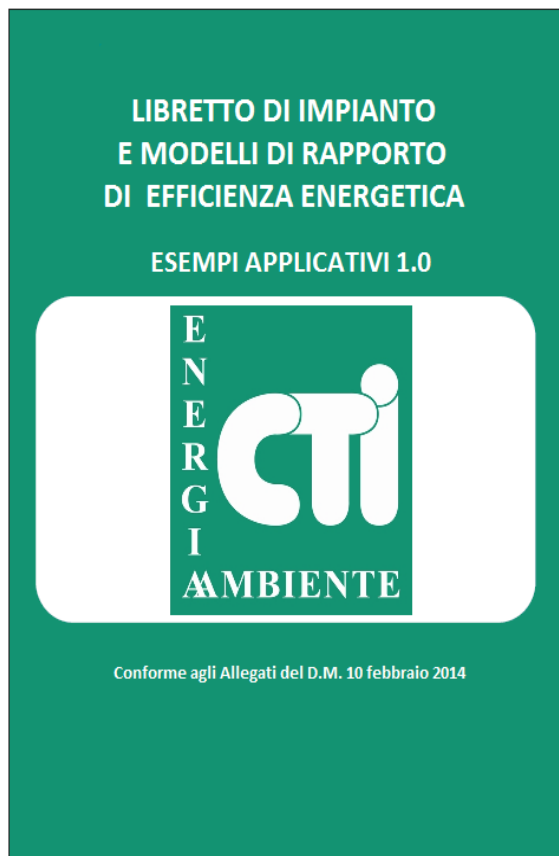 LIBRETTO DI IMPIANTO
E MODELLI DI RAPPORTO
DI EFFICIENZA ENERGETICA
ESEMPI APPLICATIVI 1.0
ENERGIA
CTI
AMBIENTE
Conforme agli Allegati del D.M. 10 febbraio 2014